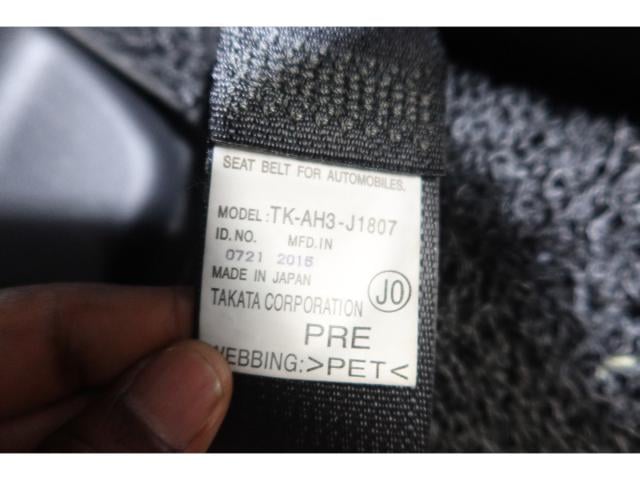 SEAT BELT FOR AUTOMOBILES.
MODEL:TK-AH3-J1807
ID.NO. MFD.IN
0721 2015
MADE IN JAPAN
JO
TAKATA CORPORATION
PRE
WEBBING:>PET<